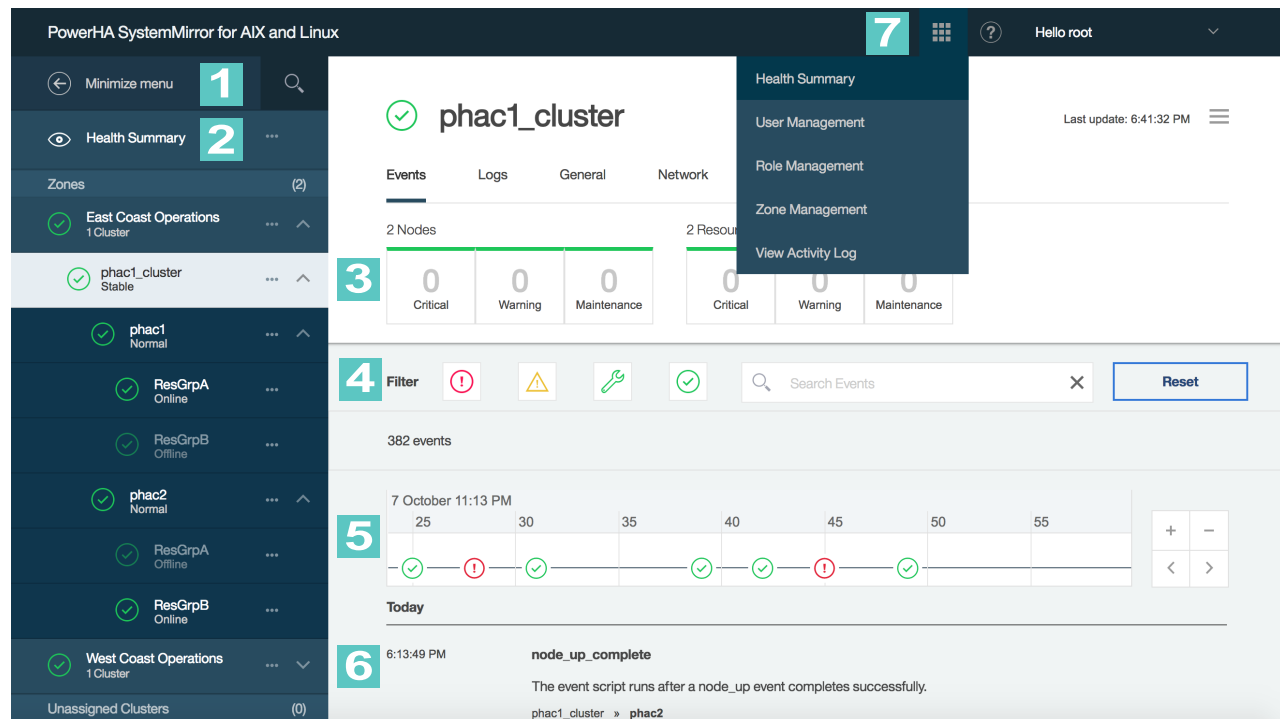 PowerHA SystemMirror for AIX and Linux
7
Hello root
Minimize menu
1
Health Summary
2
Zones (2)
East Coast Operations
1 Cluster
phac1_cluster
Stable
phac1
Normal
ResGrpA
Online
ResGrpB
Offline
phac2
Normal
ResGrpA
Offline
ResGrpB
Online
West Coast Operations
1 Cluster
Unassigned Clusters (0)
Health Summary
User Management
Role Management
Zone Management
View Activity Log
phac1_cluster
Last update: 6:41:32 PM
Events Logs General Network
2 Nodes 2 Resour
3
0 0 0 0 0 0
Critical Warning Maintenance Critical Warning Maintenance
4
Filter Search Events Reset
382 events
7 October 11:13 PM
25 30 35 40 45 50 55
5
Today
6
6:13:49 PM node_up_complete
The event script runs after a node_up event completes successfully.
phac1_cluster » phac2